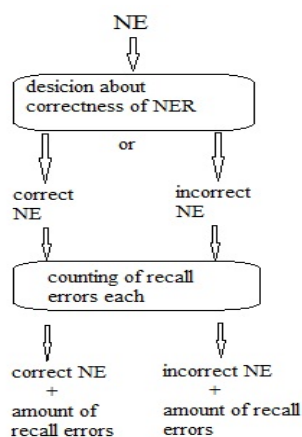 NE
desicion about
correctness of NER
or
correct
NE
incorrect
NE
counting of recall
errors each
correct NE
+
amount of
recall errors
incorrect NE
+
amount of recall
errors